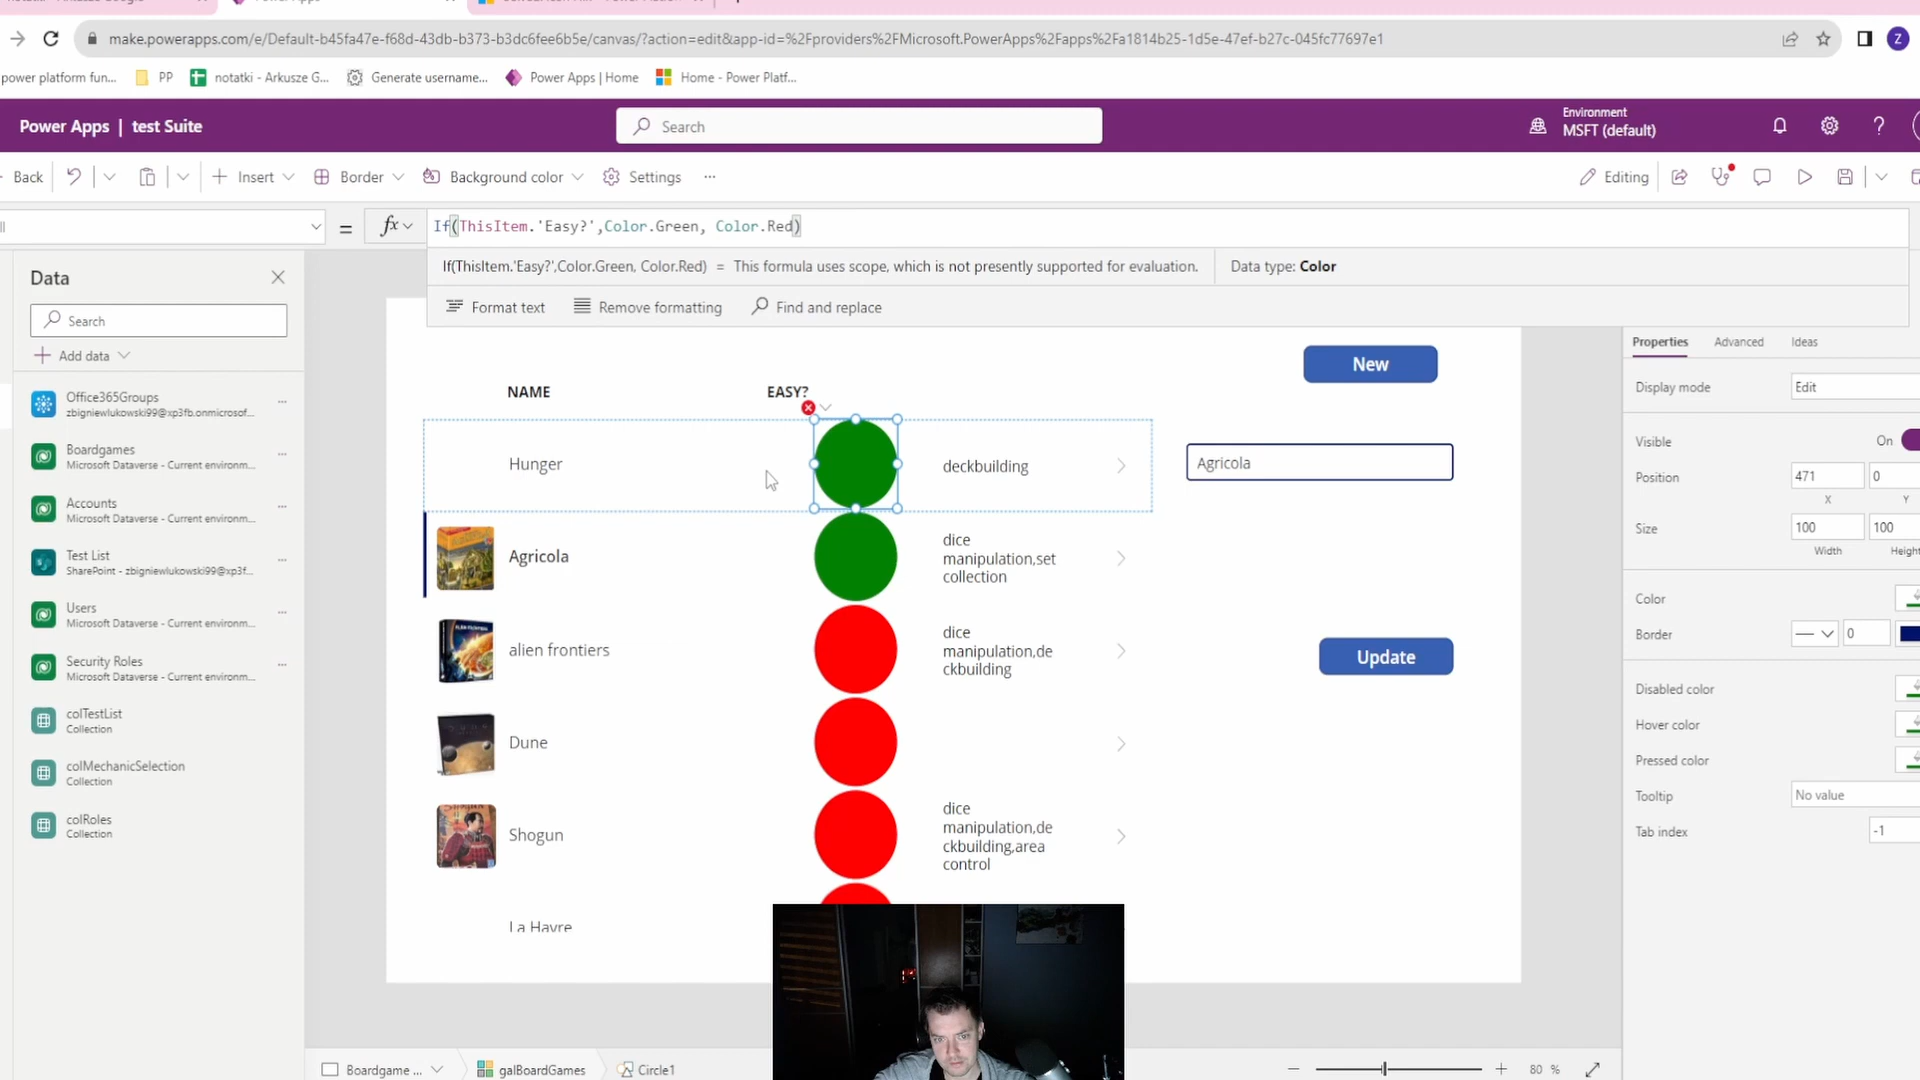 make.powerapps.com/e/Default-b45fa47e-f68d-43db-b373-b3dc6fee6b5e/canvas/?action=edit&app-id=%2Fproviders%2FMicrosoft.PowerApps%2Fapps%2Fa1814b25-1d5e-47ef-b27c-045fc77697e1
Z
power platform fun... PP notatki - Arkusze G... Generate username... Power Apps | Home Home - Power Platf...
Power Apps | test Suite
Search
Environment
MSFT (default)
Back Insert Border Background color Settings ... Editing
= fx If(ThisItem.'Easy?',Color.Green, Color.Red)
If(ThisItem.'Easy?',Color.Green, Color.Red) = This formula uses scope, which is not presently supported for evaluation. Data type: Color
Format text Remove formatting Find and replace
Data
Search
Add data
Office365Groups
zbigniewlukowski99@xp3fb.onmicrosof...
Boardgames
Microsoft Dataverse - Current environm...
Accounts
Microsoft Dataverse - Current environm...
Test List
SharePoint - zbigniewlukowski99@xp3f...
Users
Microsoft Dataverse - Current environm...
Security Roles
Microsoft Dataverse - Current environm...
colTestList
Collection
colMechanicSelection
Collection
colRoles
Collection
NAME EASY?
New
Hunger deckbuilding
Agricola
Agricola
dice
manipulation,set
collection
alien frontiers
dice
manipulation,de
ckbuilding
Update
Dune
Shogun
dice
manipulation,de
ckbuilding,area
control
La Havre
Properties Advanced Ideas
Display mode Edit
Visible On
Position 471 0
X Y
Size 100 100
Width Height
Color
Border 0
Disabled color
Hover color
Pressed color
Tooltip No value
Tab index -1
Boardgame ... galBoardGames Circle1
80 %